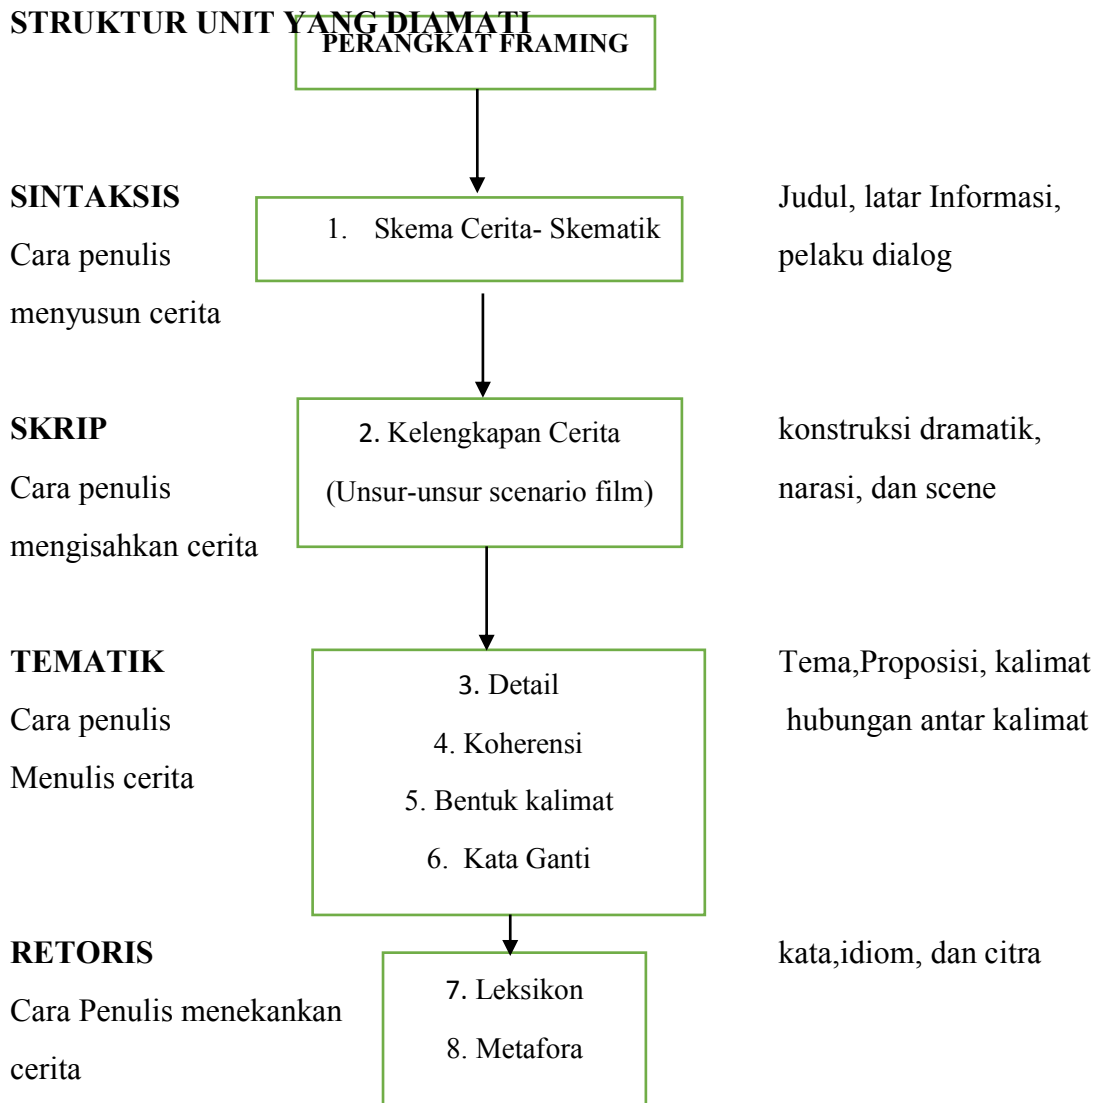 STRUKTUR UNIT YANG DIAMATI
PERANGKAT FRAMING
SINTAKSIS
Cara penulis
menyusun cerita
1. Skema Cerita- Skematik
Judul, latar Informasi,
pelaku dialog
SKRIP
Cara penulis
mengisahkan cerita
2. Kelengkapan Cerita
(Unsur-unsur scenario film)
konstruksi dramatik,
narasi, dan scene
TEMATIK
Cara penulis
Menulis cerita
3. Detail
4. Koherensi
5. Bentuk kalimat
6. Kata Ganti
Tema,Proposisi, kalimat
hubungan antar kalimat
RETORIS
Cara Penulis menekankan
cerita
7. Leksikon
8. Metafora
kata,idiom, dan citra